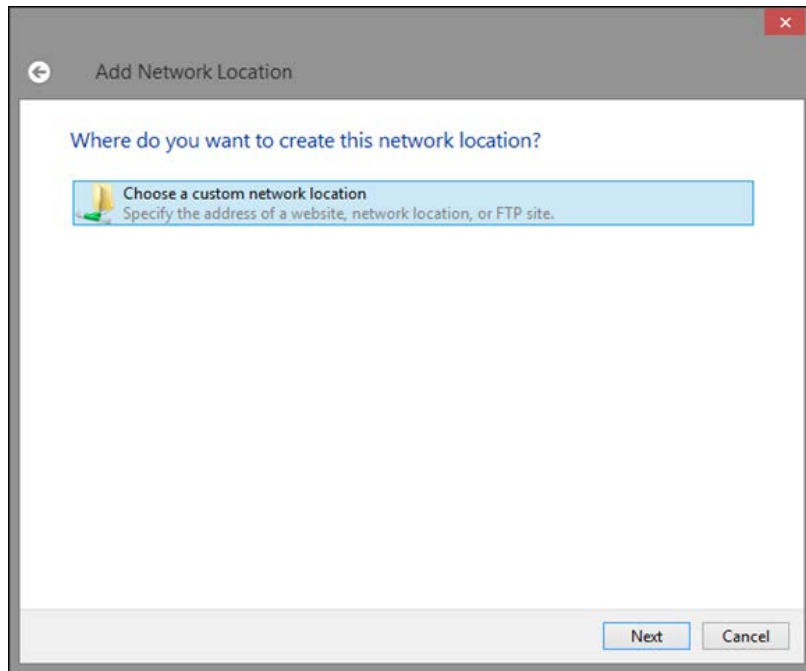 Add Network Location
Where do you want to create this network location?
Choose a custom network location
Specify the address of a website, network location, or FTP site.
Next
Cancel